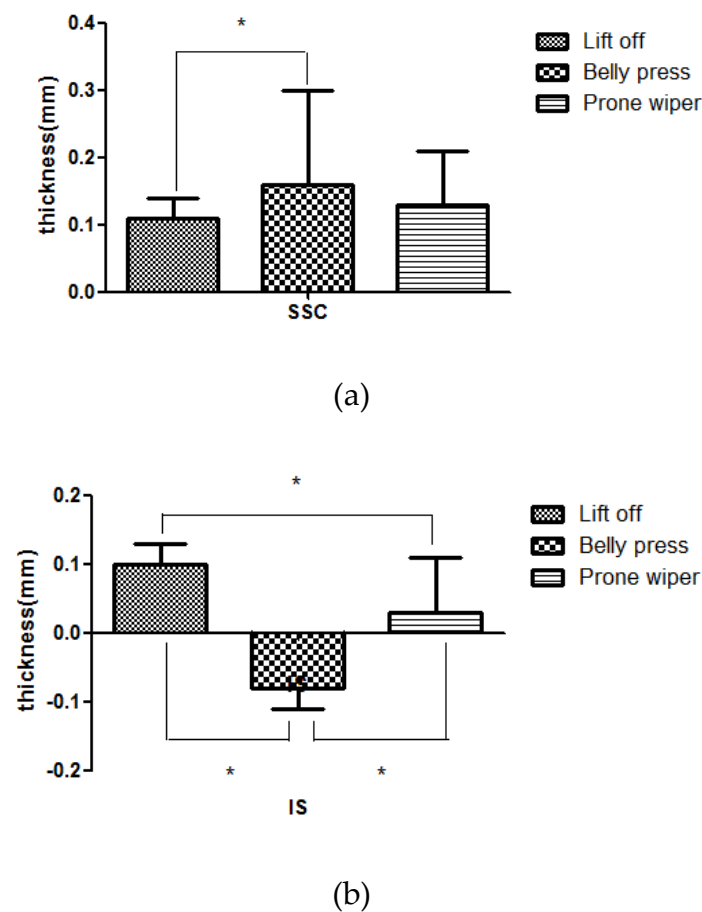 0.4
0.3
0.2
0.1
0.0
thickness(mm)
*
SSC
Lift off
Belly press
Prone wiper
(a)
0.2
0.1
0.0
-0.1
-0.2
thickness(mm)
*
IS
*
*
IS
Lift off
Belly press
Prone wiper
(b)